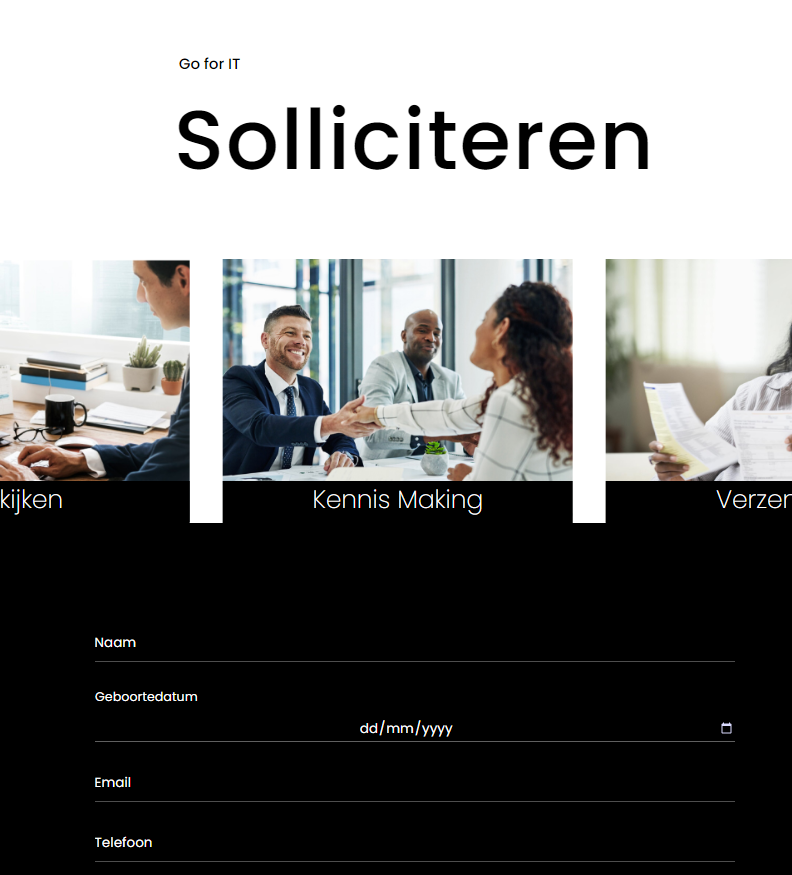 Go for IT
Solliciteren
kijken
Kennis Making
Verzen
Naam
Geboortedatum
dd/mm/yyyy
Email
Telefoon